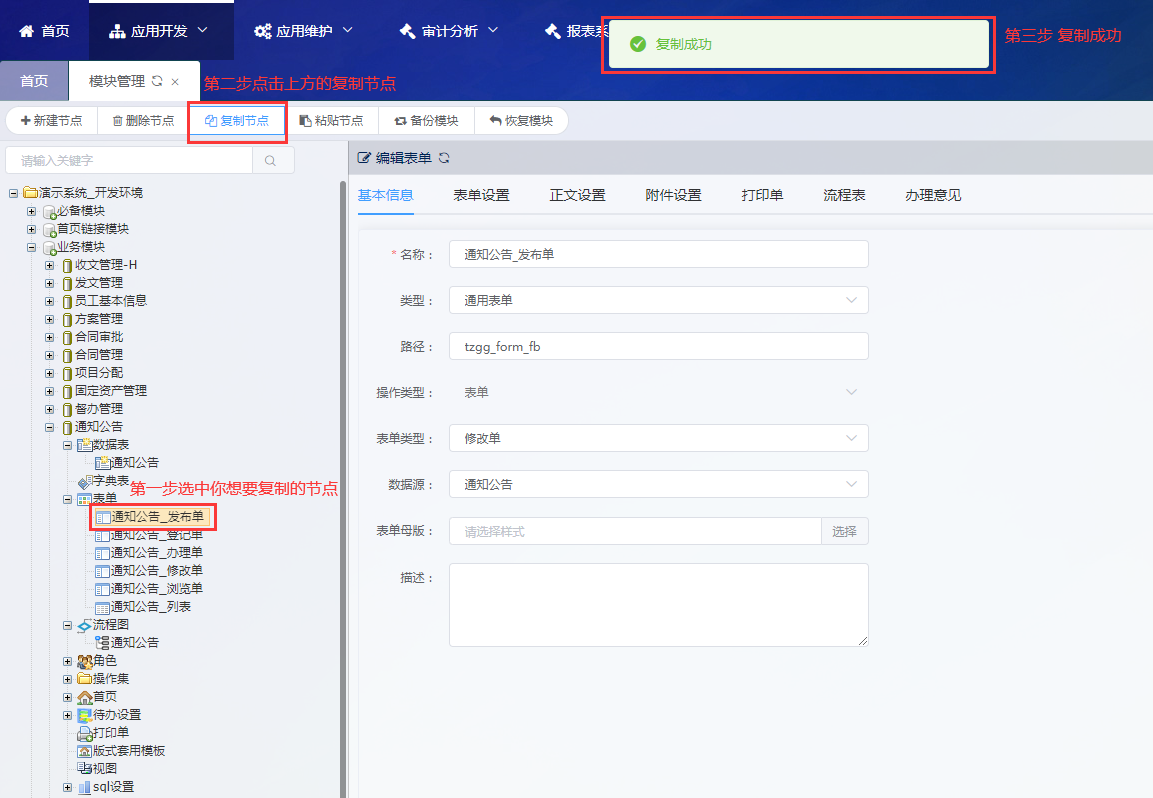 首页
应用开发
应用维护
审计分析
报表系
复制成功
第三步 复制成功
首页
模块管理
第二步点击上方的复制节点
新建节点
删除节点
复制节点
粘贴节点
备份模块
恢复模块
请输入关键字
演示系统_开发环境
必备模块
首页链接模块
业务模块
收文管理-H
发文管理
员工基本信息
方案管理
合同审批
合同管理
项目分配
固定资产管理
督办管理
通知公告
数据表
通知公告
字典表
第一步选中你想要复制的节点
表单
通知公告_发布单
通知公告_登记单
通知公告_办理单
通知公告_修改单
通知公告_浏览单
通知公告_列表
流程图
通知公告
角色
操作集
首页
待办设置
打印单
版式套用模板
视图
sql设置
编辑表单
基本信息
表单设置
正文设置
附件设置
打印单
流程表
办理意见
* 名称：
通知公告_发布单
类型：
通用表单
路径：
tzgg_form_fb
操作类型：
表单
表单类型：
修改单
数据源：
通知公告
表单母版：
请选择样式
选择
描述：